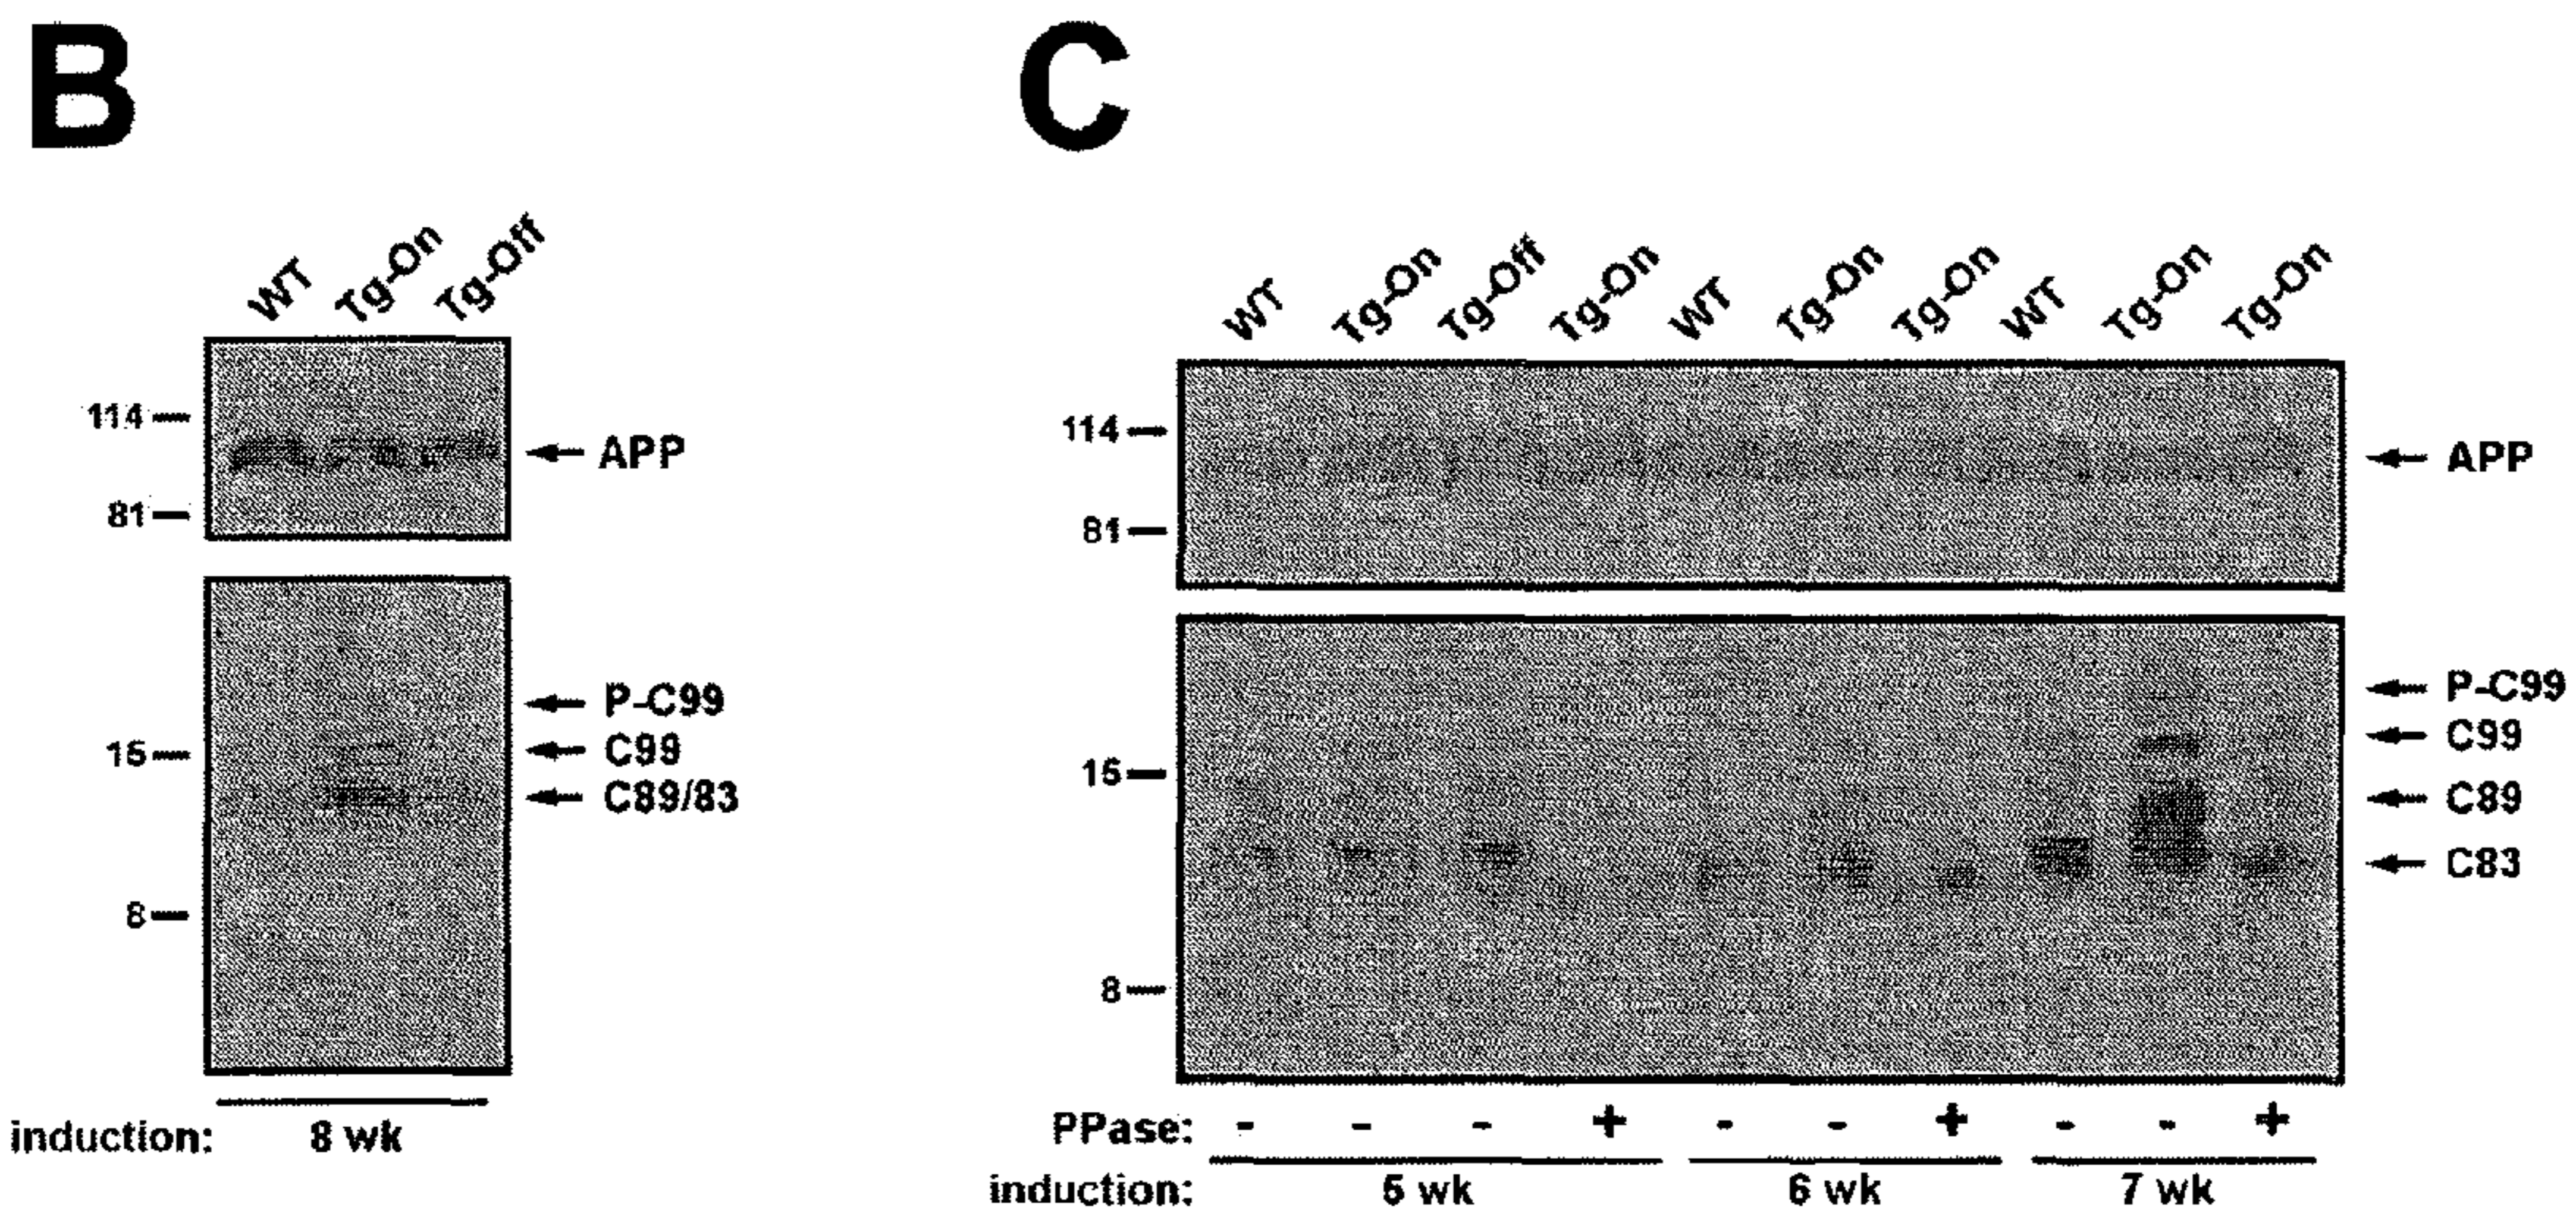 B
WT Tg-On Tg-Off
114
APP
81
P-C99
15
C99
C89/83
8
induction: 8 wk
C
WT Tg-On Tg-Off Tg-On WT Tg-On Tg-On WT Tg-On Tg-On
114
APP
81
P-C99
C99
15
C89
C83
8
PPase: - - - + - - + - - +
induction: 5 wk 6 wk 7 wk